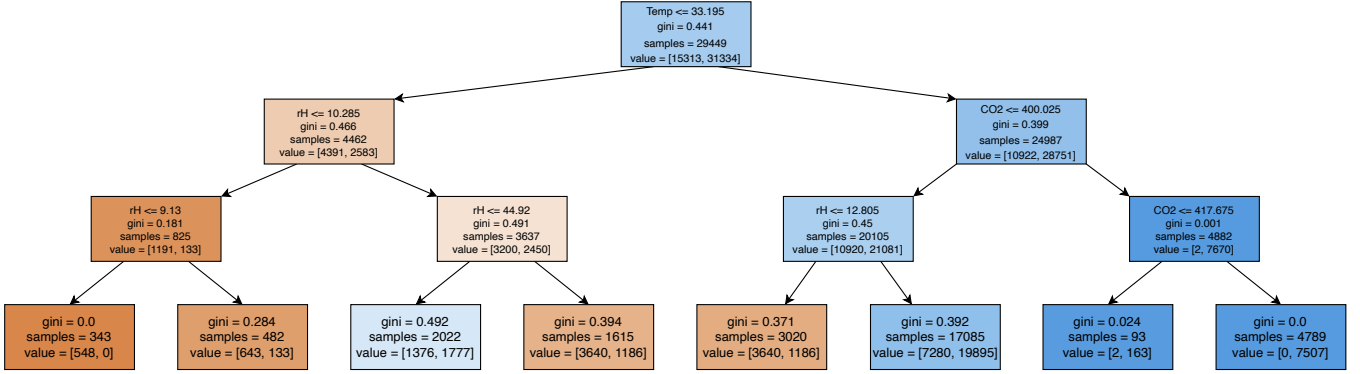 Temp <= 33.195
gini = 0.441
samples = 29449
value = [15313, 31334]
rH <= 10.285
gini = 0.466
samples = 4462
value = [4391, 2583]
CO2 <= 400.025
gini = 0.399
samples = 24987
value = [10922, 28751]
rH <= 9.13
gini = 0.181
samples = 825
value = [1191, 133]
rH <= 44.92
gini = 0.491
samples = 3637
value = [3200, 2450]
rH <= 12.805
gini = 0.45
samples = 20105
value = [10920, 21081]
CO2 <= 417.675
gini = 0.001
samples = 4882
value = [2, 7670]
gini = 0.0
samples = 343
value = [548, 0]
gini = 0.284
samples = 482
value = [643, 133]
gini = 0.492
samples = 2022
value = [1376, 1777]
gini = 0.394
samples = 1615
value = [3640, 1186]
gini = 0.371
samples = 3020
value = [3640, 1186]
gini = 0.392
samples = 17085
value = [7280, 19895]
gini = 0.024
samples = 93
value = [2, 163]
gini = 0.0
samples = 4789
value = [0, 7507]